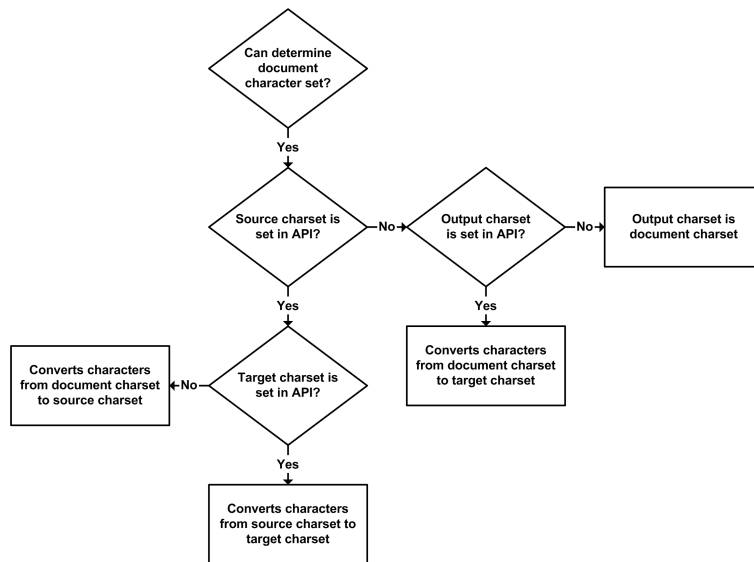 Can determine
document
character set?
Yes
Source charset is
set in API?
No
Output charset
is set in API?
No
Output charset is
document charset
Yes
Yes
Converts characters
from document charset
to source charset
No
Target charset is
set in API?
Converts characters
from document charset
to target charset
Yes
Converts characters
from source charset to
target charset